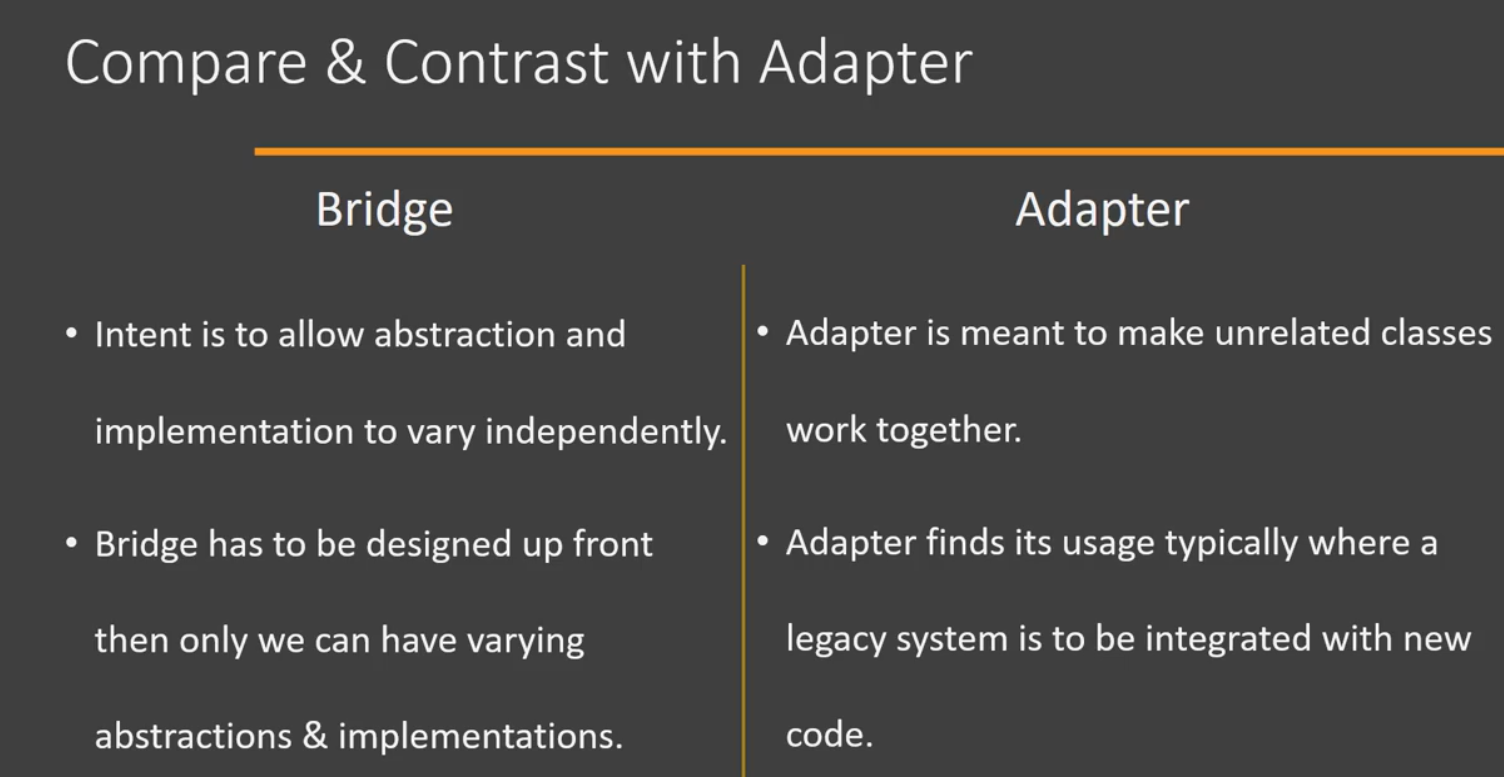 Compare & Contrast with Adapter
Bridge
• Intent is to allow abstraction and
implementation to vary independently.
• Bridge has to be designed up front
then only we can have varying
abstractions & implementations.
Adapter
• Adapter is meant to make unrelated classes
work together.
• Adapter finds its usage typically where a
legacy system is to be integrated with new
code.